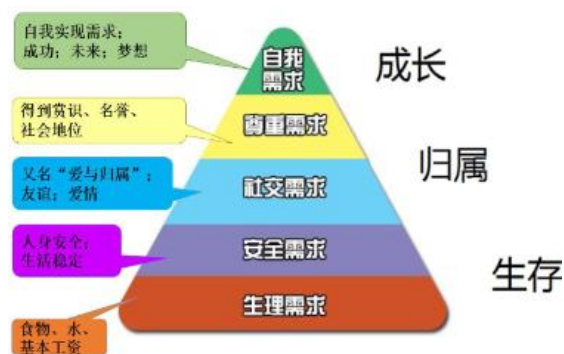 自我实现需求；
成功；未来；梦想
自我
需求
成长
得到赏识、名誉、
社会地位
尊重需求
归属
又名“爱与归属”；
友谊；爱情
社交需求
人身安全；
生活稳定
安全需求
生存
生理需求
食物、水、
基本工资